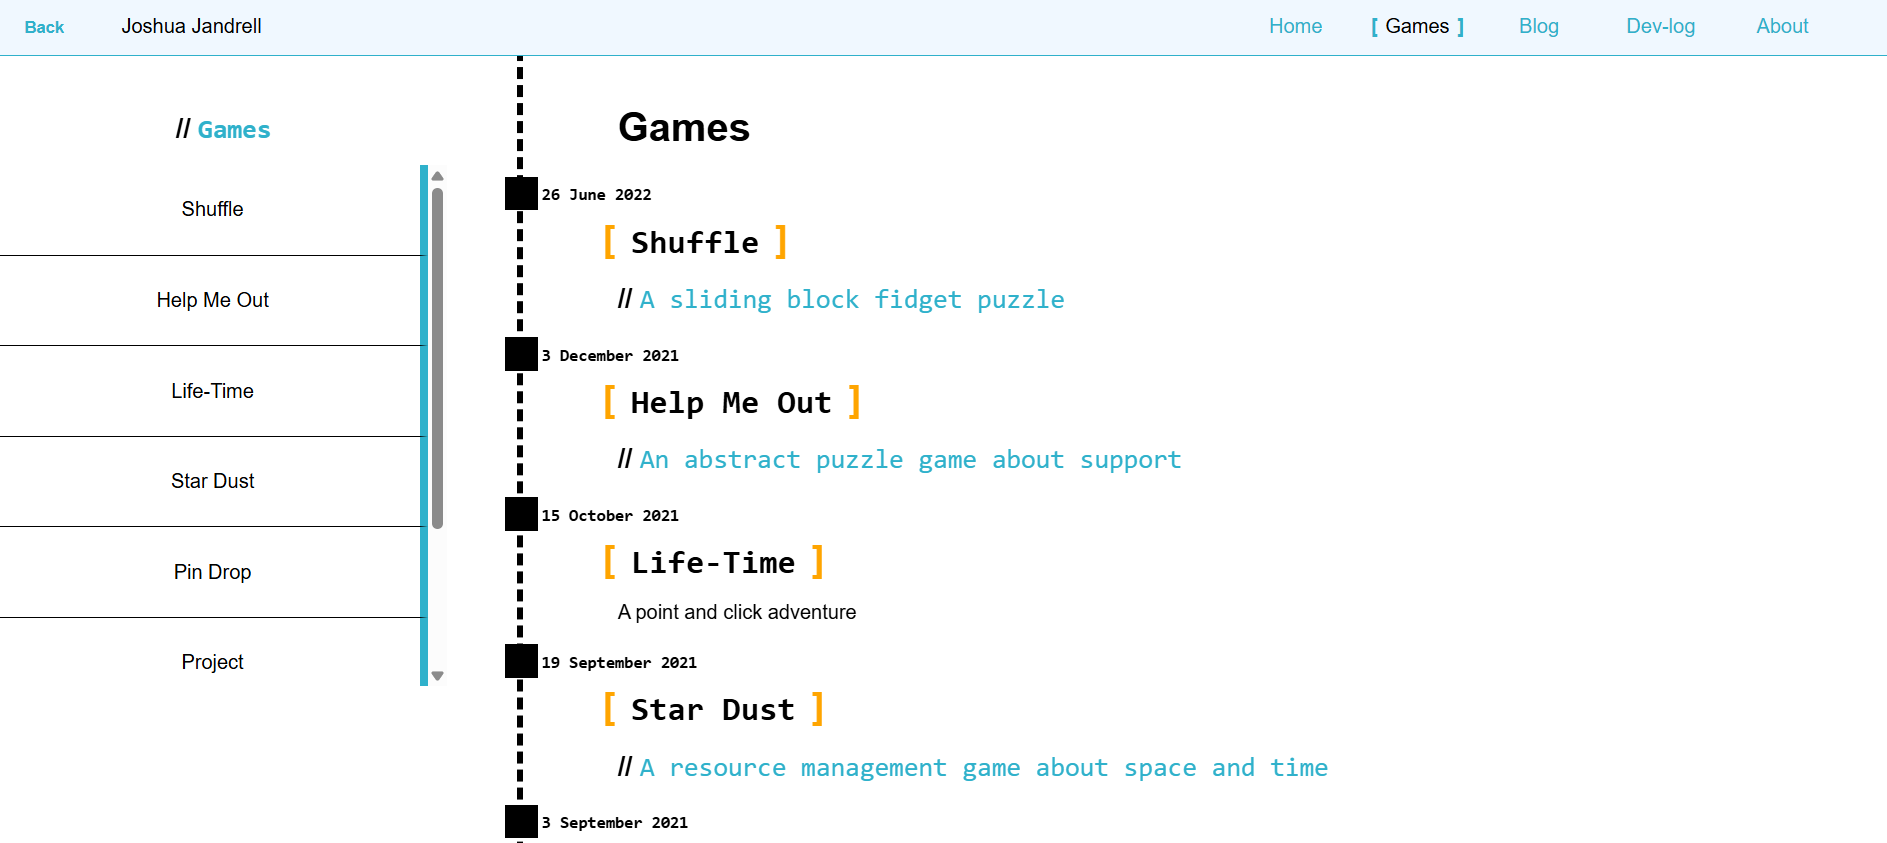 Back
Joshua Jandrell
Home
[ Games ]
Blog
Dev-log
About
// Games
Shuffle
Help Me Out
Life-Time
Star Dust
Pin Drop
Project
Games
26 June 2022
[ Shuffle ]
// A sliding block fidget puzzle
3 December 2021
[ Help Me Out ]
// An abstract puzzle game about support
15 October 2021
[ Life-Time ]
A point and click adventure
19 September 2021
[ Star Dust ]
// A resource management game about space and time
3 September 2021